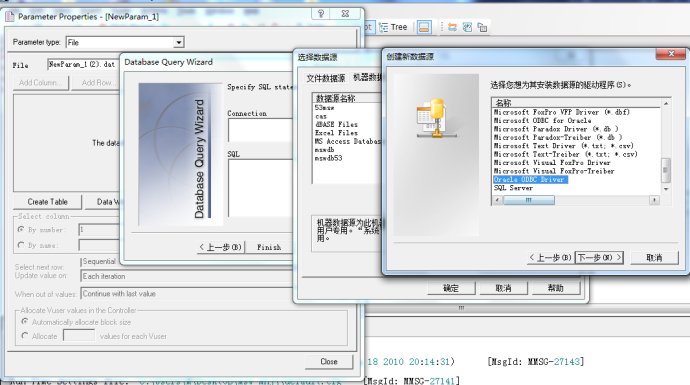 Parameter Properties - [NewParam_1]
Parameter type: File
File NewParam_1(2).dat
Add Column... Add Row...
The data
Create Table Data W
Select column
By number: 1
By name:
Select next row: Sequential
Update value on: Each iteration
When out of values: Continue with last value
Allocate Vuser values in the Controller
Automatically allocate block size
Allocate values for each Vuser
Close
Database Query Wizard
Database Query Wizard
Specify SQL state
Connection
SQL
< 上一步(B) Finish
选择数据源
文件数据源 机器数据
数据源名称
53msw
cas
dBASE Files
Excel Files
MS Access Database
mswdb
mswdb53
机器数据源为此机器
用户专用。“系统
用。
确定 取消 帮助
Tree
创建新数据源
选择您想为其安装数据源的驱动程序(S)。
名称
Microsoft FoxPro VFP Driver (*.dbf)
Microsoft ODBC for Oracle
Microsoft Paradox Driver (*.db )
Microsoft Paradox-Treiber (*.db )
Microsoft Text Driver (*.txt; *.csv)
Microsoft Text-Treiber (*.txt; *.csv)
Microsoft Visual FoxPro Driver
Microsoft Visual FoxPro-Treiber
Oracle ODBC Driver
SQL Server
< 上一步(B) 下一步(N) > 取消
18 2010 20:14:31) [MsgId: MMSG-27143]
[MsgId: MMSG-27141]